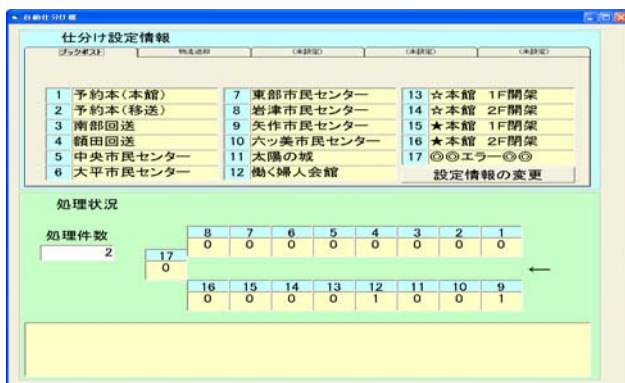 自動仕分け機
仕分け設定情報
ブックポスト 物流返却 (未設定) (未設定) (未設定)
1 予約本(本館) 7 東部市民センター 13 ☆本館 1F開架
2 予約本(移送) 8 岩津市民センター 14 ☆本館 2F開架
3 南部回送 9 矢作市民センター 15 ★本館 1F閉架
4 額田回送 10 六ッ美市民センター 16 ★本館 2F閉架
5 中央市民センター 11 太陽の城 17 ◎◎エラー◎◎
6 大平市民センター 12 働く婦人会館 設定情報の変更
処理状況
処理件数
2
8 7 6 5 4 3 2 1
0 0 0 0 0 0 0 0
17
0
←
16 15 14 13 12 11 10 9
0 0 0 0 1 0 0 1